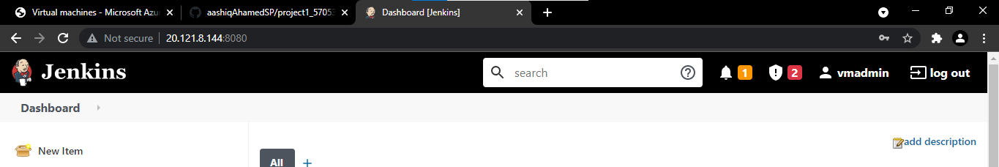 Virtual machines - Microsoft Azu
aashiqAhamedSP/project1_5705
Dashboard [Jenkins]
Not secure 20.121.8.144:8080
Jenkins search 1 2 vmadmin log out
Dashboard
New Item
add description
All +